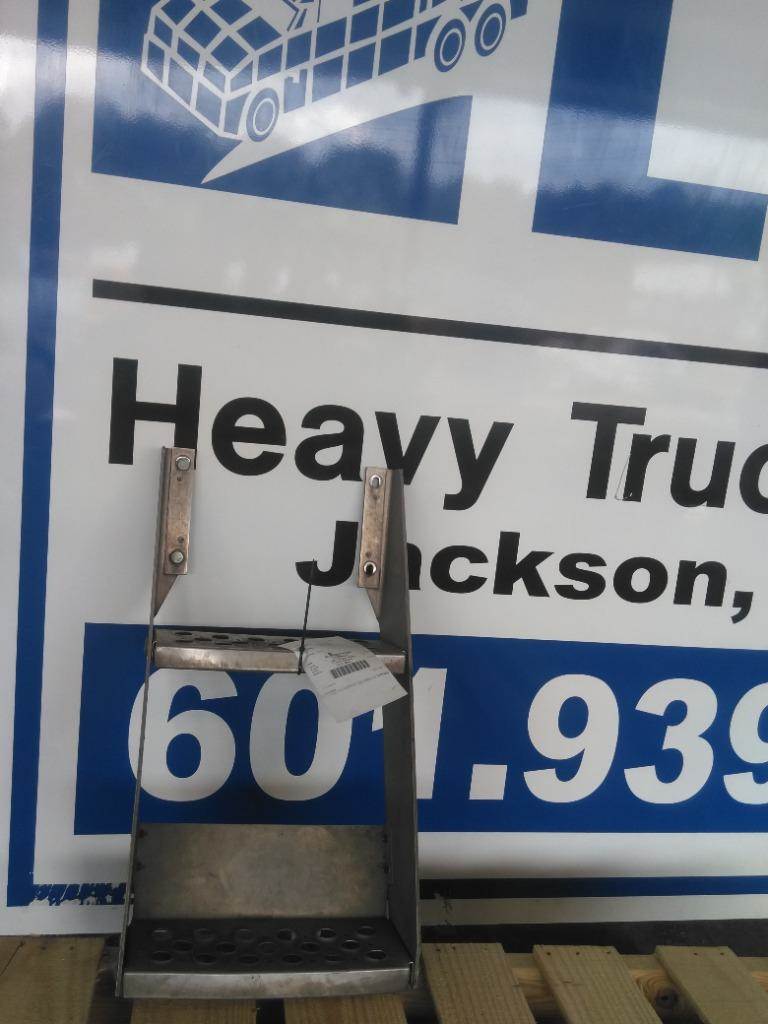 L
Heavy Truc
Jackson,
601.939